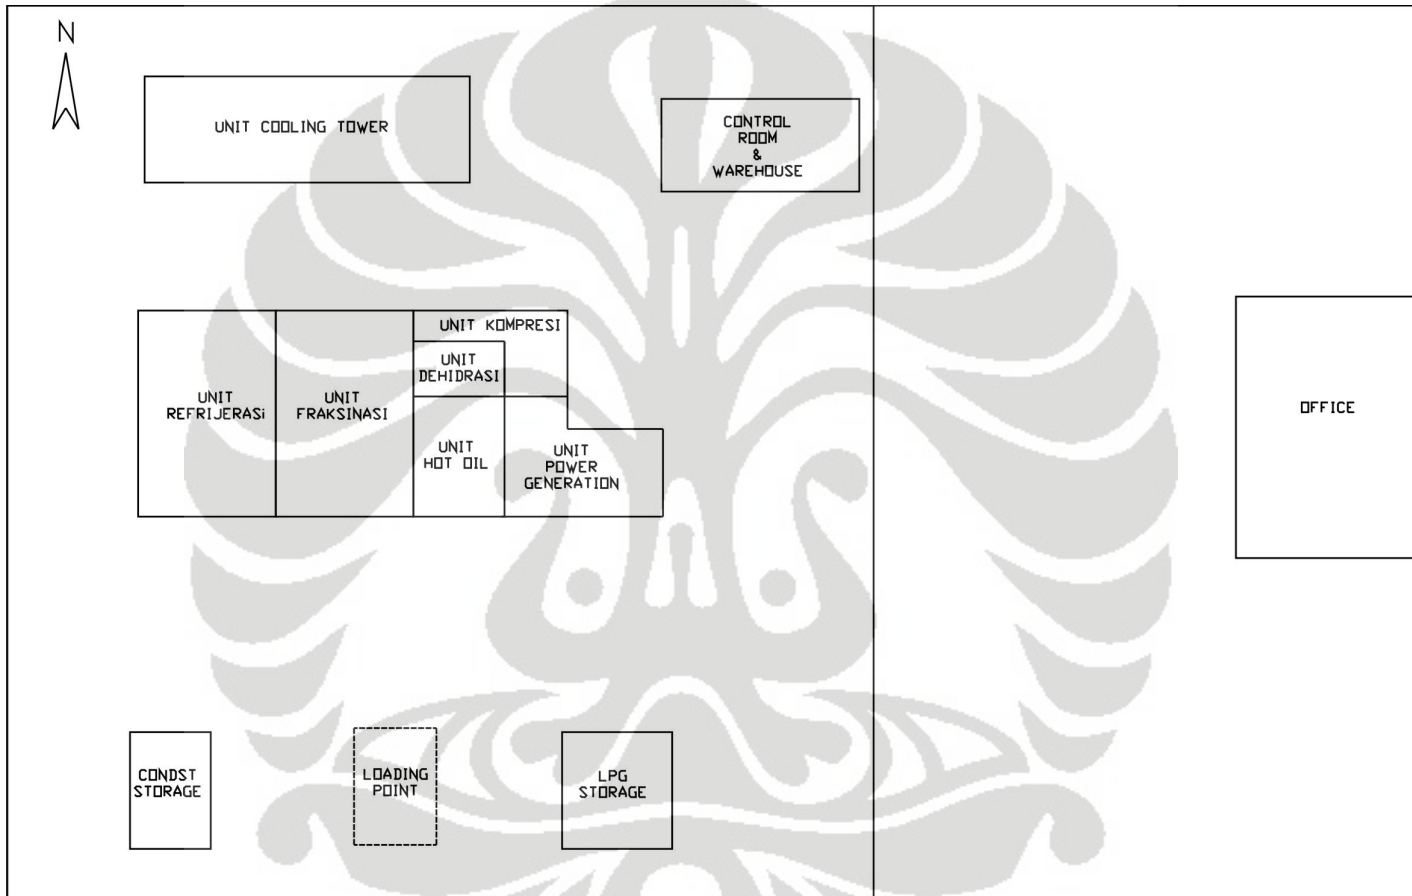 N
UNIT COOLING TOWER
CONTROL
ROOM
&
WAREHOUSE
UNIT KOMPRESI
UNIT
DEHIDRASI
UNIT
REFRIJERASi
UNIT
FRAKSINASI
UNIT
HOT OIL
UNIT
POWER
GENERATION
OFFICE
CONDST
STORAGE
LOADING
POINT
LPG
STORAGE